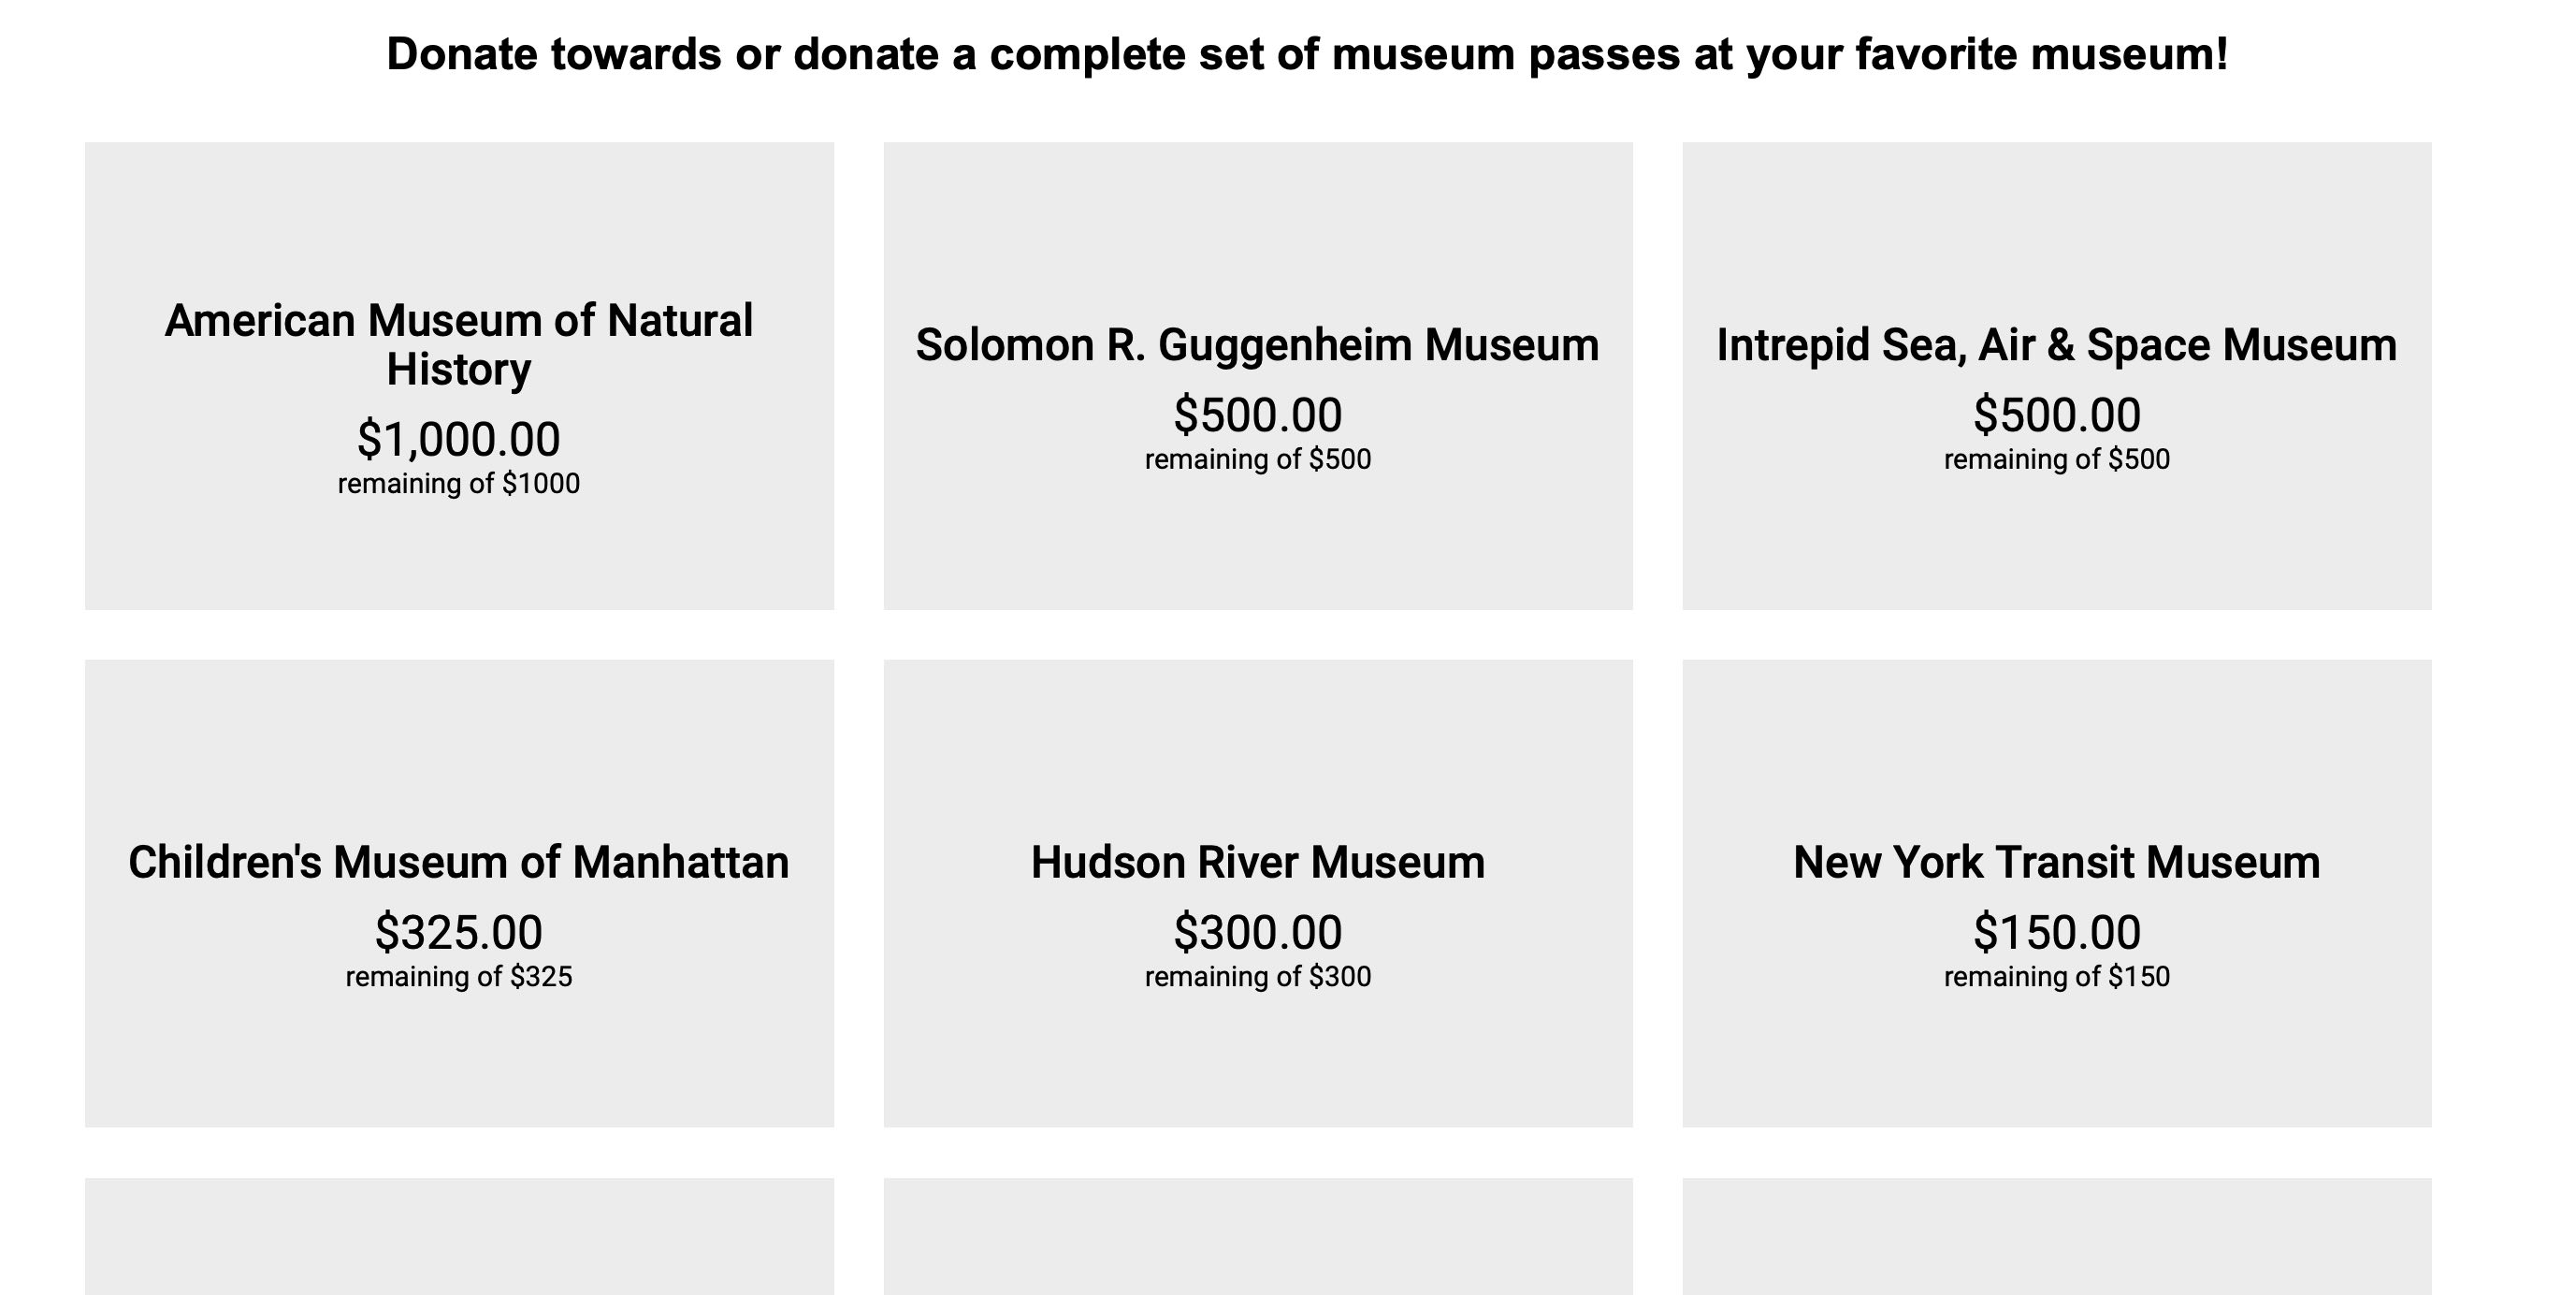 Donate towards or donate a complete set of museum passes at your favorite museum!
American Museum of Natural
History
$1,000.00
remaining of $1000
Solomon R. Guggenheim Museum
$500.00
remaining of $500
Intrepid Sea, Air & Space Museum
$500.00
remaining of $500
Children's Museum of Manhattan
$325.00
remaining of $325
Hudson River Museum
$300.00
remaining of $300
New York Transit Museum
$150.00
remaining of $150